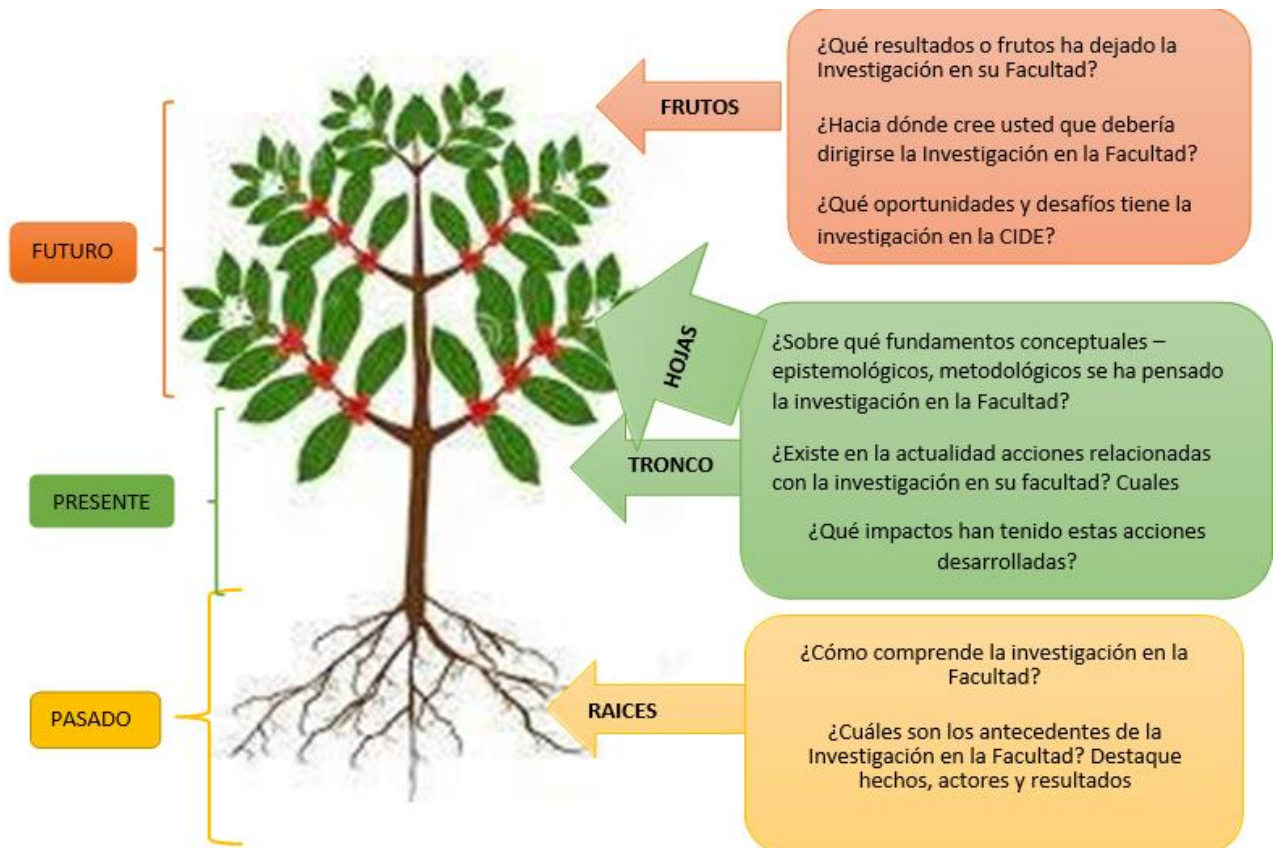 ¿Qué resultados o frutos ha dejado la
Investigación en su Facultad?
FRUTOS
¿Hacia dónde cree usted que debería
dirigirse la Investigación en la Facultad?
¿Qué oportunidades y desafíos tiene la
investigación en la CIDE?
FUTURO
HOJAS
¿Sobre qué fundamentos conceptuales –
epistemológicos, metodológicos se ha pensado
la investigación en la Facultad?
TRONCO
¿Existe en la actualidad acciones relacionadas
con la investigación en su facultad? Cuales
PRESENTE
¿Qué impactos han tenido estas acciones
desarrolladas?
¿Cómo comprende la investigación en la
Facultad?
PASADO
RAICES
¿Cuáles son los antecedentes de la
Investigación en la Facultad? Destaque
hechos, actores y resultados